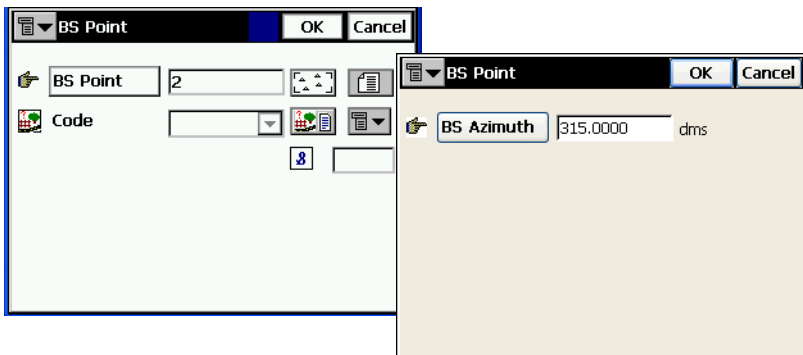 BS Point OK Cancel
BS Point 2
Code
BS Point OK Cancel
BS Azimuth 315.0000 dms